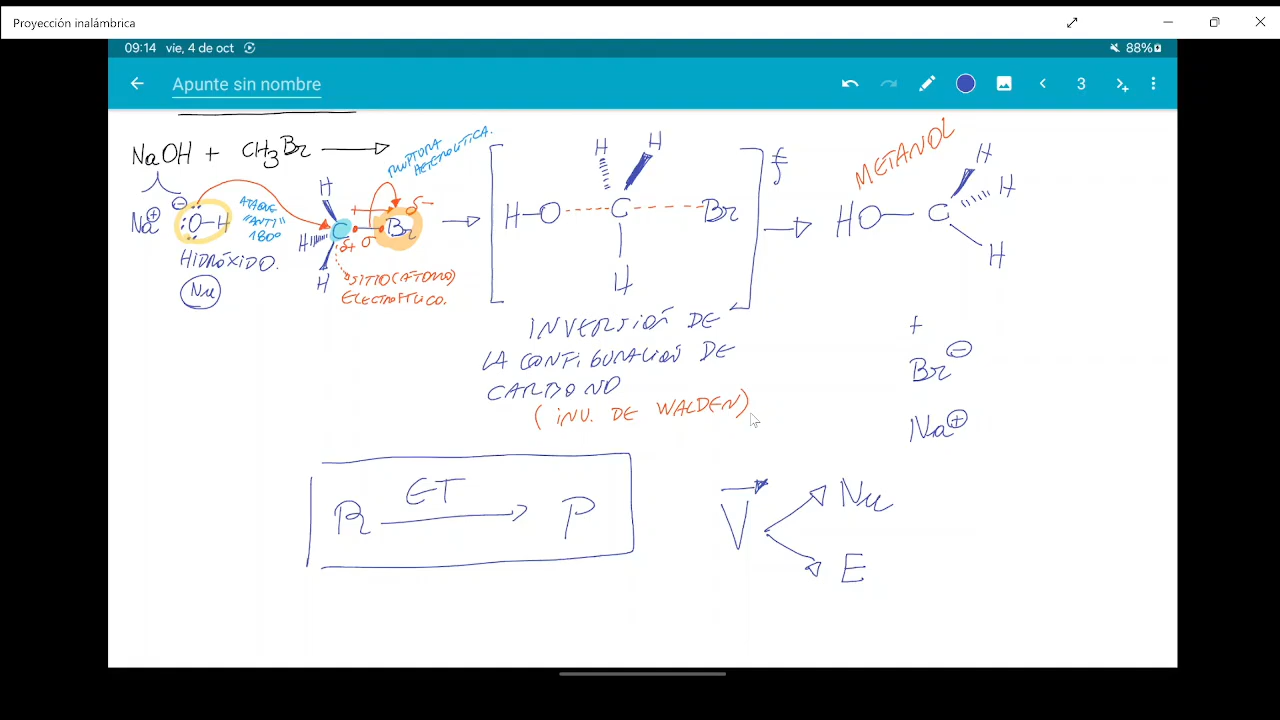 Proyección inalámbrica
09:14 vie, 4 de oct
88%
Apunte sin nombre
3
NaOH + CH3Br
RUPTURA
HETEROLÍTICA.
METANOL
Na⊕
⊖
O-H
ATAQUE
"ANTI"
180º
HIDRÓXIDO.
Nu
H
H
H
C
Br
δ+
σ
δ-
SITIO (ÁTOMO)
ELECTROFÍLICO.
H H
H-O C Br
H
‡
H
H
HO-C
H
INVERSIÓN DE
LA CONFIGURACIÓN DE
CARBONO
(INV. DE WALDEN)
+
Br⊖
Na⊕
R ET P
V
Nu
E